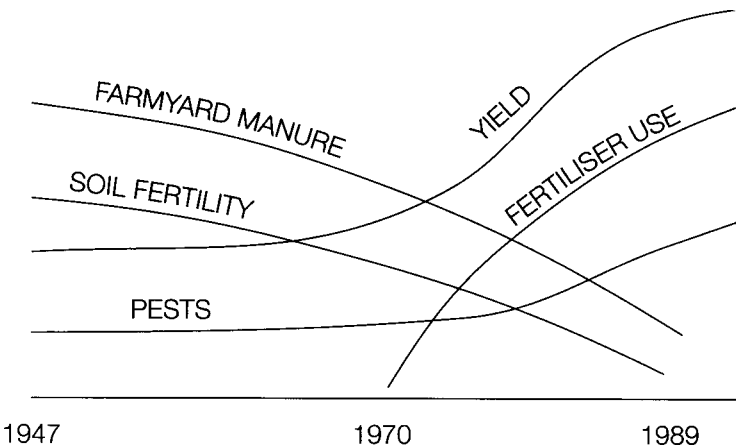 FARMYARD MANURE
YIELD
FERTILISER USE
SOIL FERTILITY
PESTS
1947 1970 1989